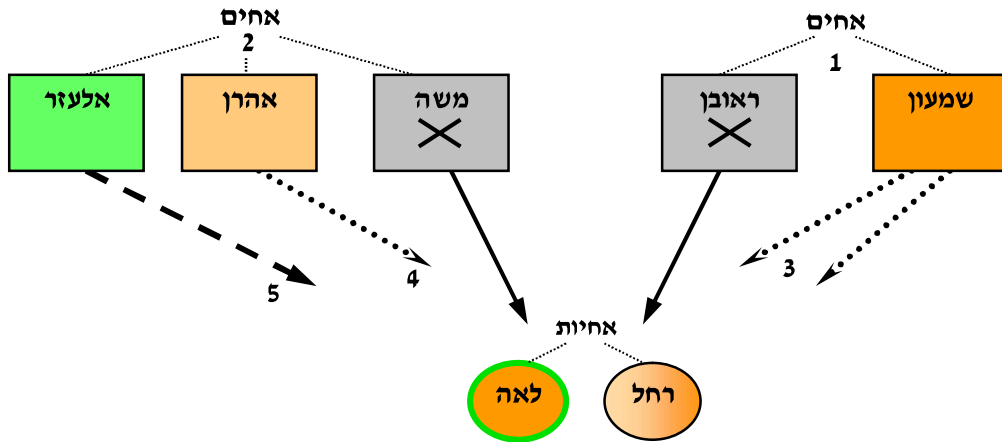 אחים
1
שמעון
ראובן
אחים
2
משה
אהרן
אלעזר
3
4
5
אחיות
רחל
לאה